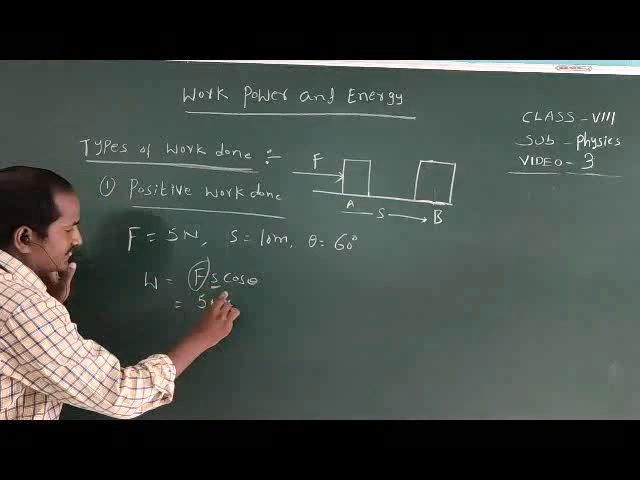 Work Power and Energy
CLASS - VIII
SUB - Physics
VIDEO - 3
Types of Work done :-
① Positive Work done
F
A
S
B
F = 5N, S = 10m, θ = 60°
W = F s cosθ
= 5